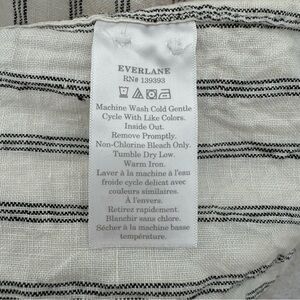 EVERLANE
RN# 139393
Machine Wash Cold Gentle
Cycle With Like Colors.
Inside Out.
Remove Promptly.
Non-Chlorine Bleach Only.
Tumble Dry Low.
Warm Iron.
Laver à la machine à l'eau
froide cycle délicat avec
couleurs similaires.
À l'envers.
Retirez rapidement.
Blanchir sans chlore.
Sécher à la machine basse
température.